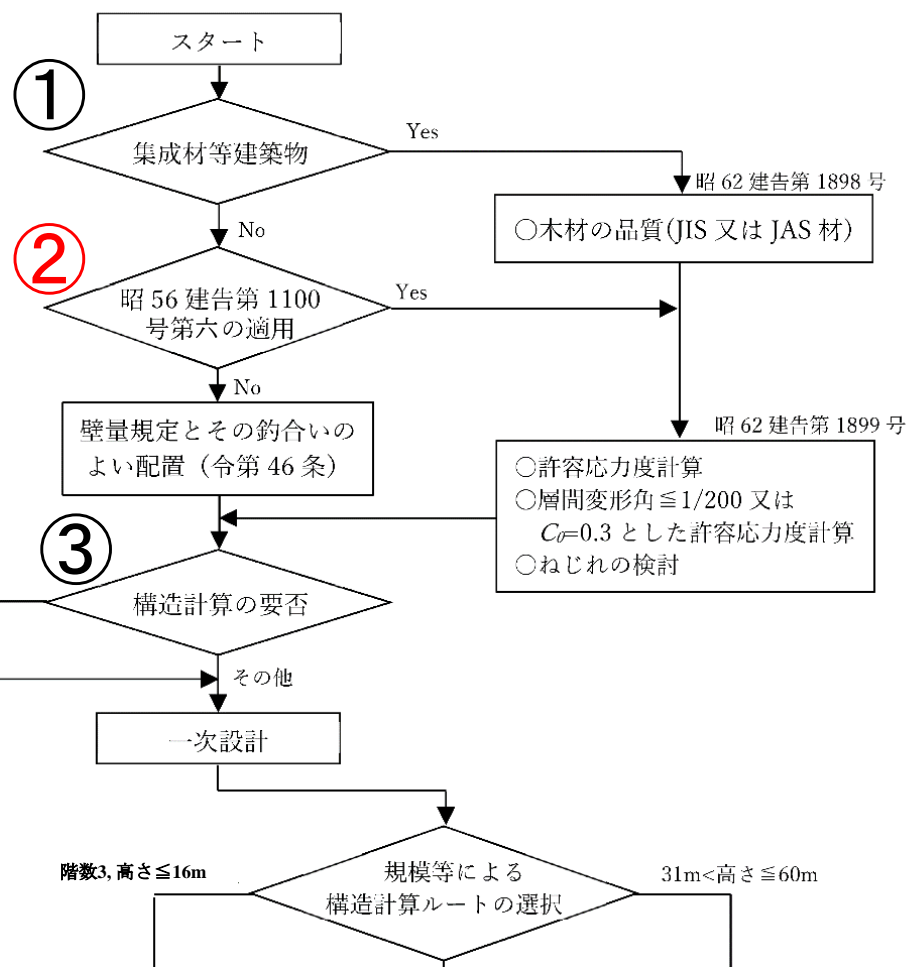 スタート
①
集成材等建築物
Yes
昭 62 建告第 1898 号
○木材の品質(JIS 又は JAS 材)
No
②
昭 56 建告第 1100
号第六の適用
Yes
No
壁量規定とその釣合いの
よい配置（令第 46 条）
昭 62 建告第 1899 号
○許容応力度計算
○層間変形角≦1/200 又は
C0=0.3 とした許容応力度計算
○ねじれの検討
③
構造計算の要否
その他
一次設計
階数3, 高さ≦16m
規模等による
構造計算ルートの選択
31m<高さ≦60m